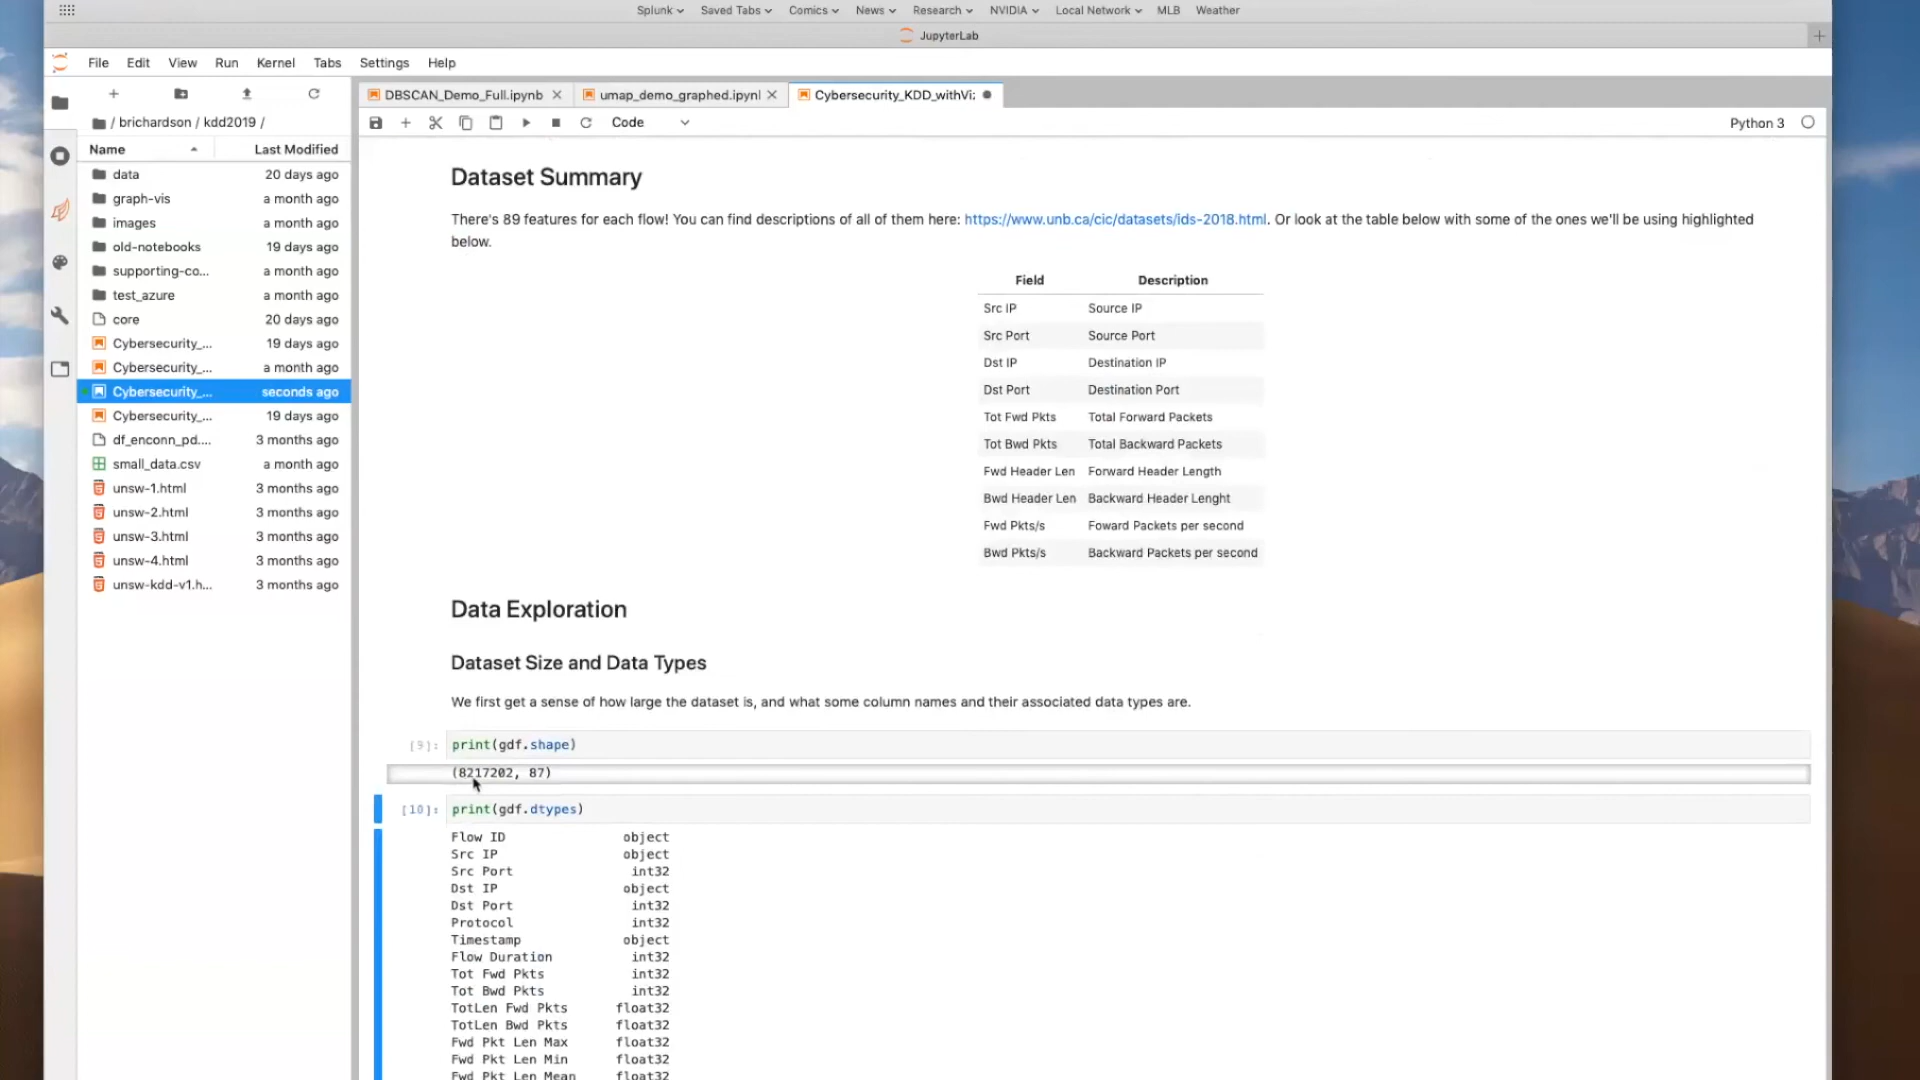 Splunk Saved Tabs Comics News Research NVIDIA Local Network MLB Weather
JupyterLab
File Edit View Run Kernel Tabs Settings Help
DBSCAN_Demo_Full.ipynb umap_demo_graphed.ipynl Cybersecurity_KDD_withVi;
/ brichardson / kdd2019 /
Code
Python 3
Name Last Modified
data 20 days ago
graph-vis a month ago
images a month ago
old-notebooks 19 days ago
supporting-co... a month ago
test_azure a month ago
core 20 days ago
Cybersecurity_... 19 days ago
Cybersecurity_... a month ago
Cybersecurity_... seconds ago
Cybersecurity_... 19 days ago
df_enconn_pd.... 3 months ago
small_data.csv a month ago
unsw-1.html 3 months ago
unsw-2.html 3 months ago
unsw-3.html 3 months ago
unsw-4.html 3 months ago
unsw-kdd-v1.h... 3 months ago
Dataset Summary
There's 89 features for each flow! You can find descriptions of all of them here: https://www.unb.ca/cic/datasets/ids-2018.html. Or look at the table below with some of the ones we'll be using highlighted
below.
Field Description
Src IP Source IP
Src Port Source Port
Dst IP Destination IP
Dst Port Destination Port
Tot Fwd Pkts Total Forward Packets
Tot Bwd Pkts Total Backward Packets
Fwd Header Len Forward Header Length
Bwd Header Len Backward Header Lenght
Fwd Pkts/s Foward Packets per second
Bwd Pkts/s Backward Packets per second
Data Exploration
Dataset Size and Data Types
We first get a sense of how large the dataset is, and what some column names and their associated data types are.
[9]: print(gdf.shape)
(8217202, 87)
[10]: print(gdf.dtypes)
Flow ID object
Src IP object
Src Port int32
Dst IP object
Dst Port int32
Protocol int32
Timestamp object
Flow Duration int32
Tot Fwd Pkts int32
Tot Bwd Pkts int32
TotLen Fwd Pkts float32
TotLen Bwd Pkts float32
Fwd Pkt Len Max float32
Fwd Pkt Len Min float32
Fwd Pkt Len Mean float32